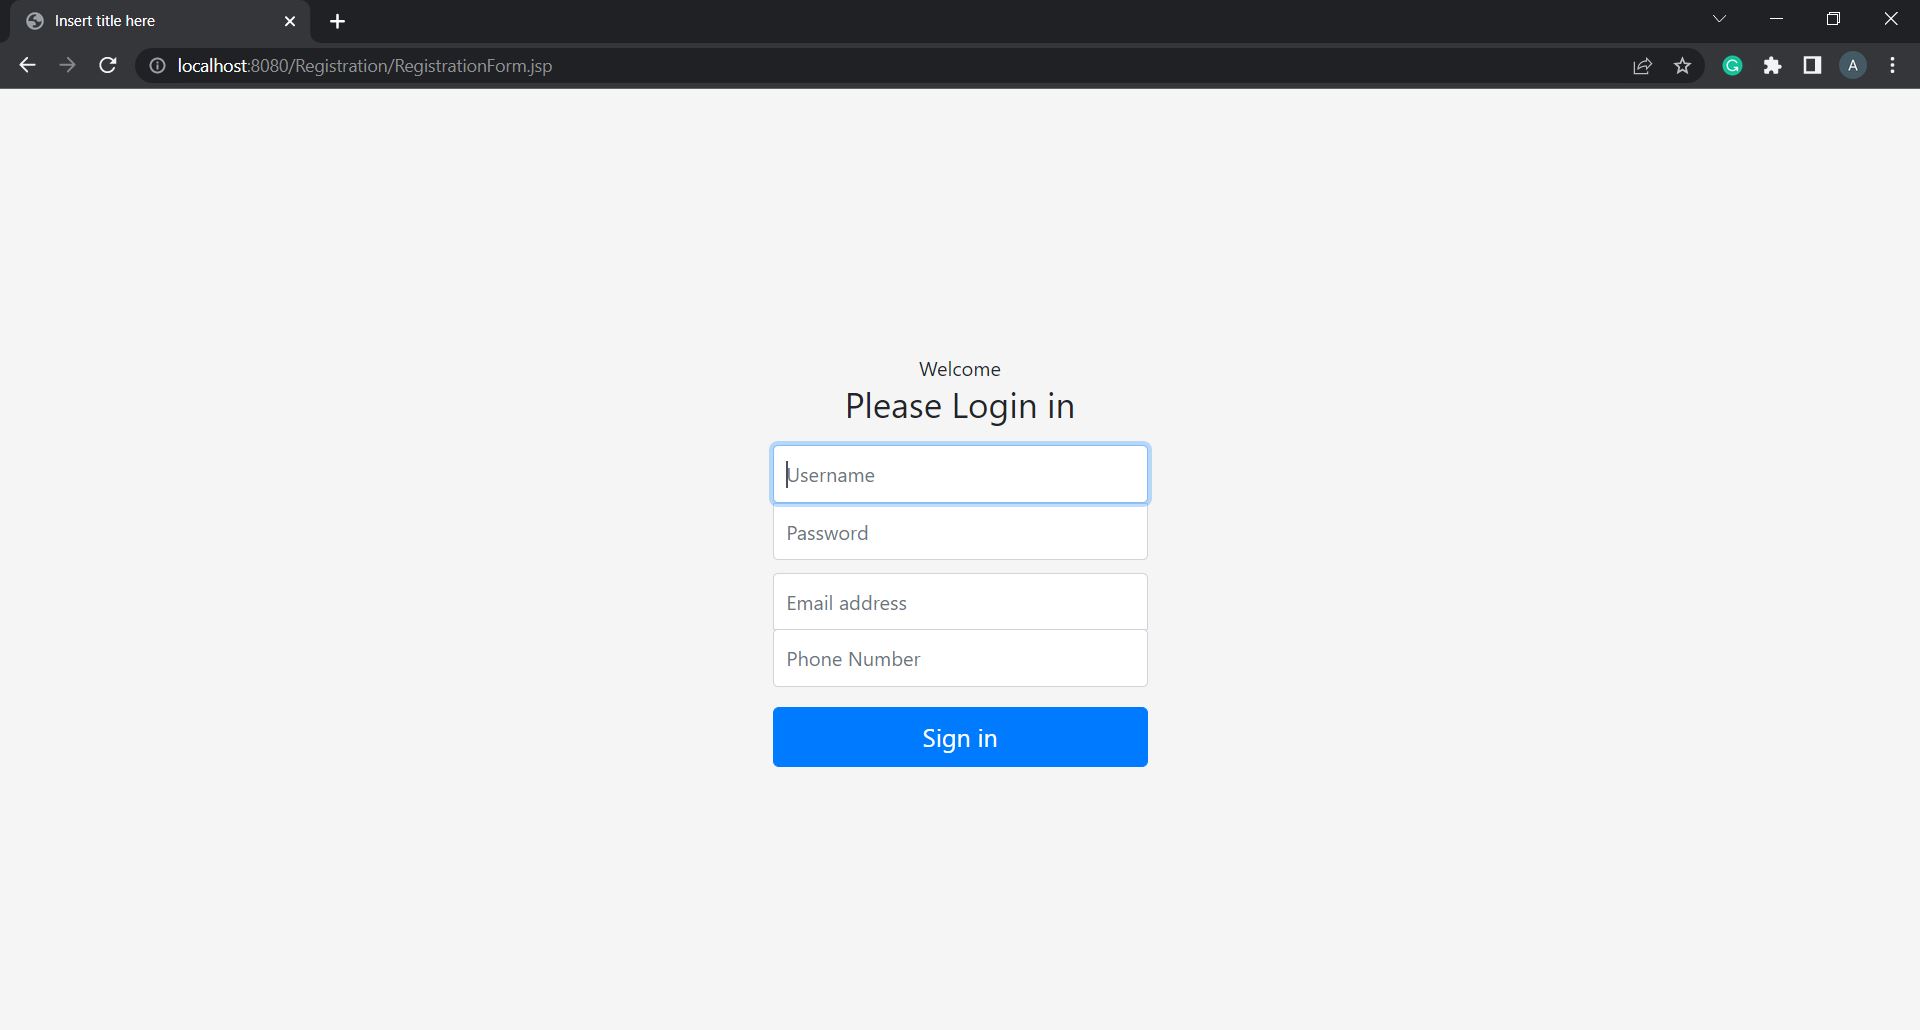 Insert title here
localhost:8080/Registration/RegistrationForm.jsp
A
Welcome
Please Login in
Username
Password
Email address
Phone Number
Sign in